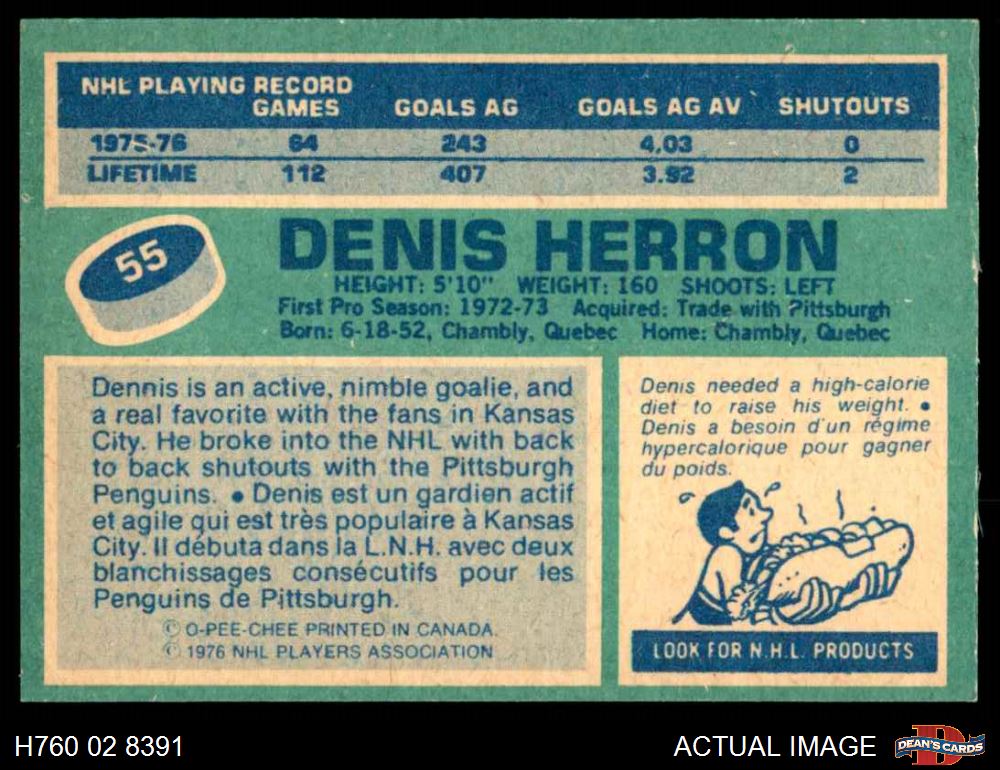 NHL PLAYING RECORD
GAMES GOALS AG GOALS AG AV SHUTOUTS
1975-76 64 243 4.03 0
LIFETIME 112 407 3.92 2
55
DENIS HERRON
HEIGHT: 5'10" WEIGHT: 160 SHOOTS: LEFT
First Pro Season: 1972-73 Acquired: Trade with Pittsburgh
Born: 6-18-52, Chambly, Quebec Home: Chambly, Quebec
Dennis is an active, nimble goalie, and
a real favorite with the fans in Kansas
City. He broke into the NHL with back
to back shutouts with the Pittsburgh
Penguins. • Denis est un gardien actif
et agile qui est très populaire à Kansas
City. Il débuta dans la L.N.H. avec deux
blanchissages consécutifs pour les
Penguins de Pittsburgh.
© O-PEE-CHEE PRINTED IN CANADA.
© 1976 NHL PLAYERS ASSOCIATION
Denis needed a high-calorie
diet to raise his weight. •
Denis a besoin d'un régime
hypercalorique pour gagner
du poids.
LOOK FOR N.H.L. PRODUCTS
H760 02 8391
ACTUAL IMAGE
DEAN'S CARDS